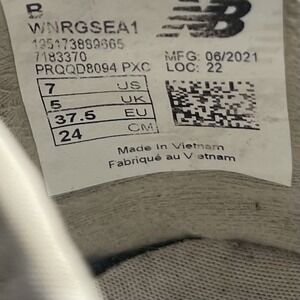 B
WNRGSEA1
195173889665
7183370
PRQQD8094 PXC
MFG: 06/2021
LOC: 22
7 US
5 UK
37.5 EU
24 CM
Made in Vietnam
Fabriqué au Vietnam